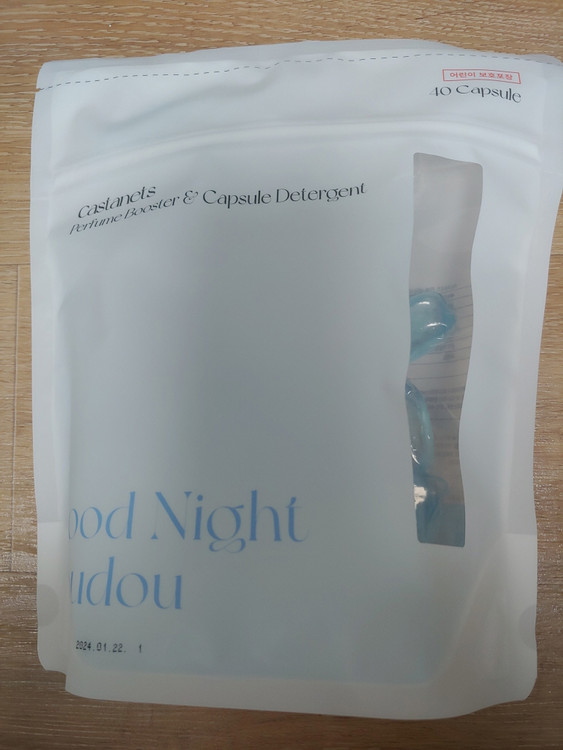 어린이 보호포장
40 Capsule
Castanets
Perfume Booster & Capsule Detergent
ood Night
udou
2024.01.22. 1